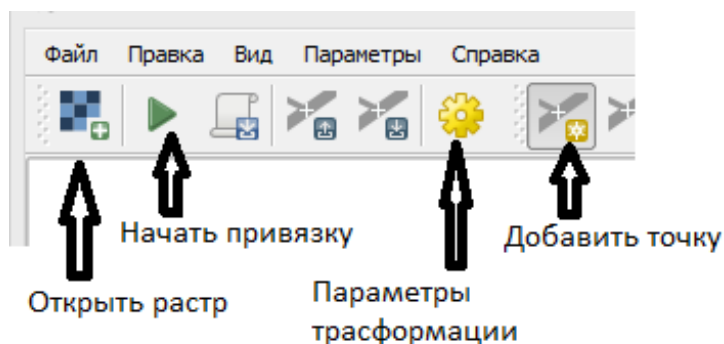 Файл Правка Вид Параметры Справка
Начать привязку
Добавить точку
Открыть растр
Параметры
трасформации